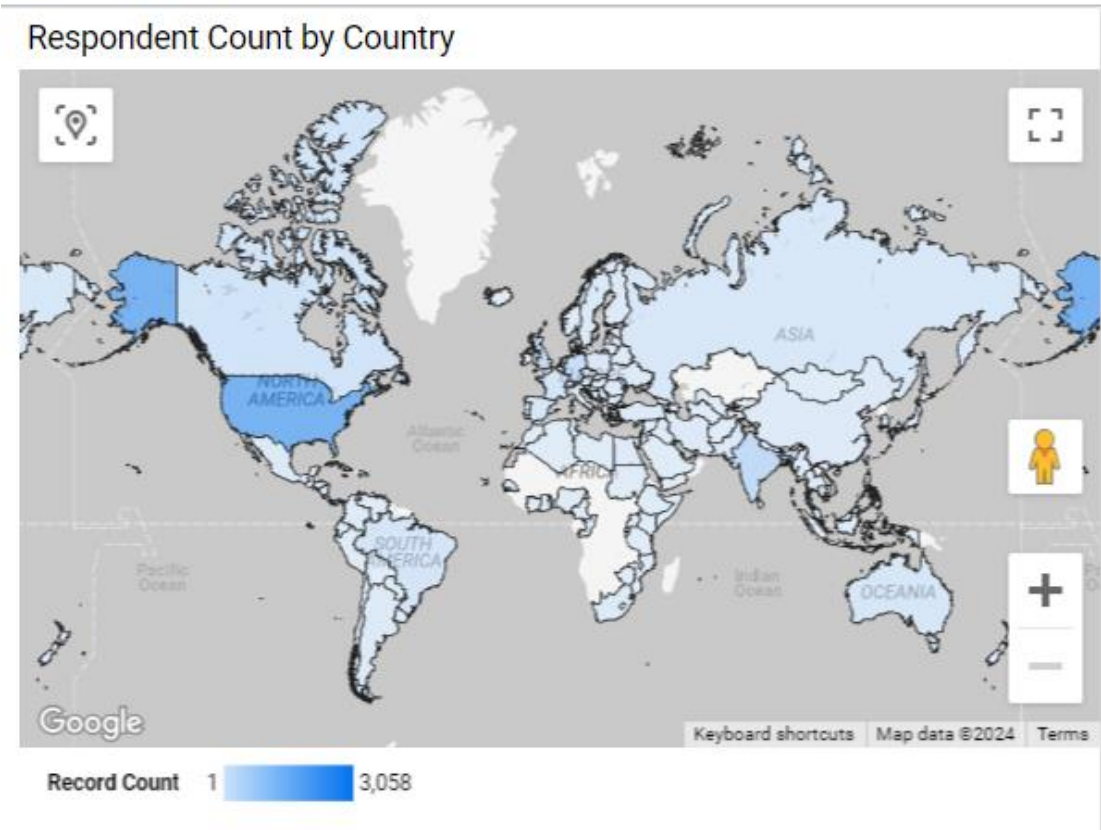 Respondent Count by Country
ASIA
NORTH
AMERICA
Atlantic
Ocean
AFRICA
SOUTH
AMERICA
Pacific
Ocean
Indian
Ocean
OCEANIA
Google
Keyboard shortcuts
Map data ©2024
Terms
Record Count 1 3,058